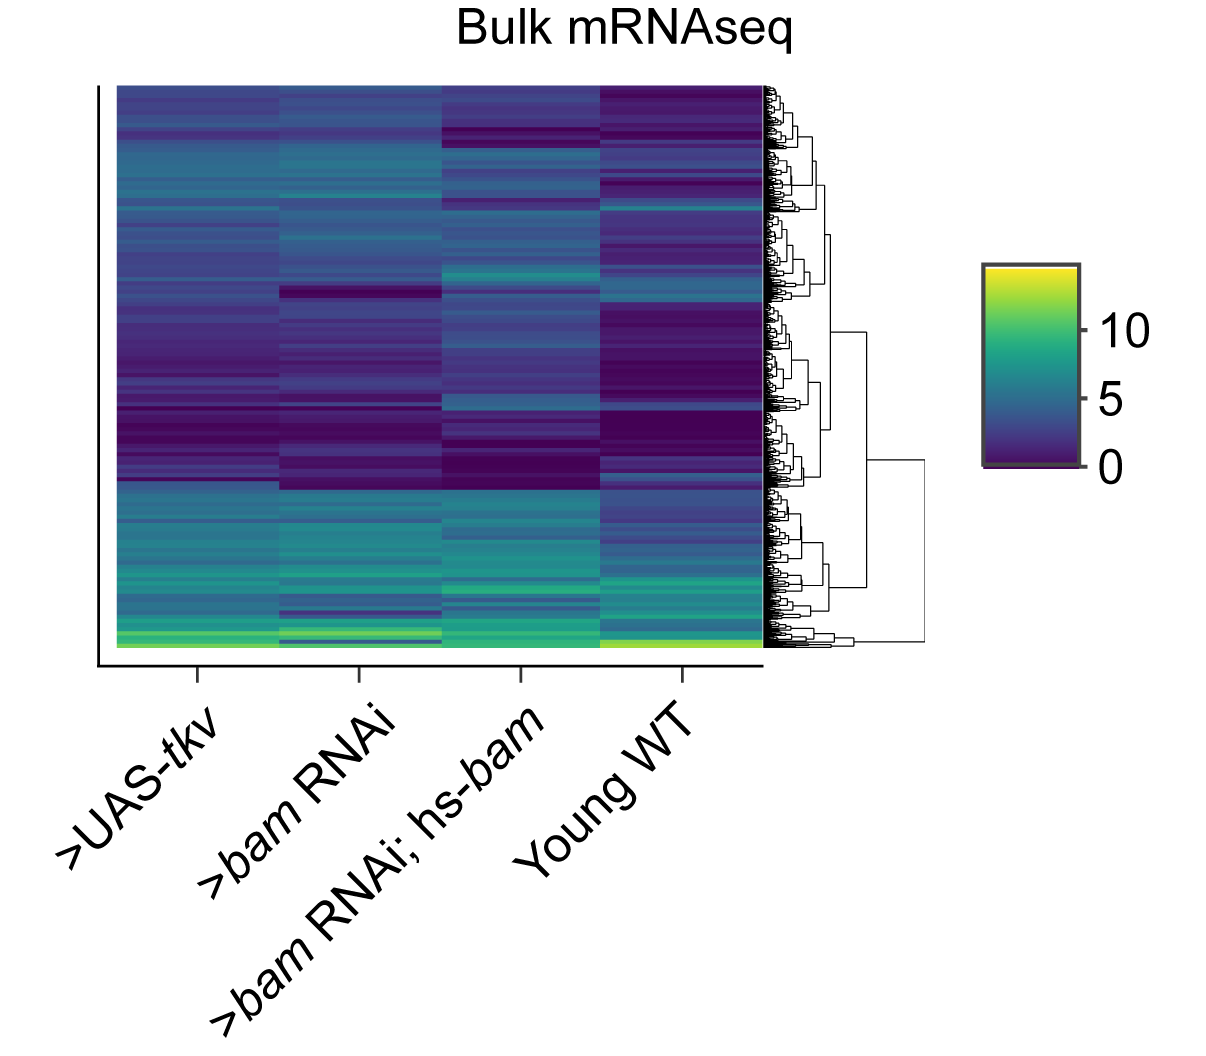 Bulk mRNAseq
10
5
0
>UAS-tkv
>bam RNAi
>bam RNAi; hs-bam
Young WT